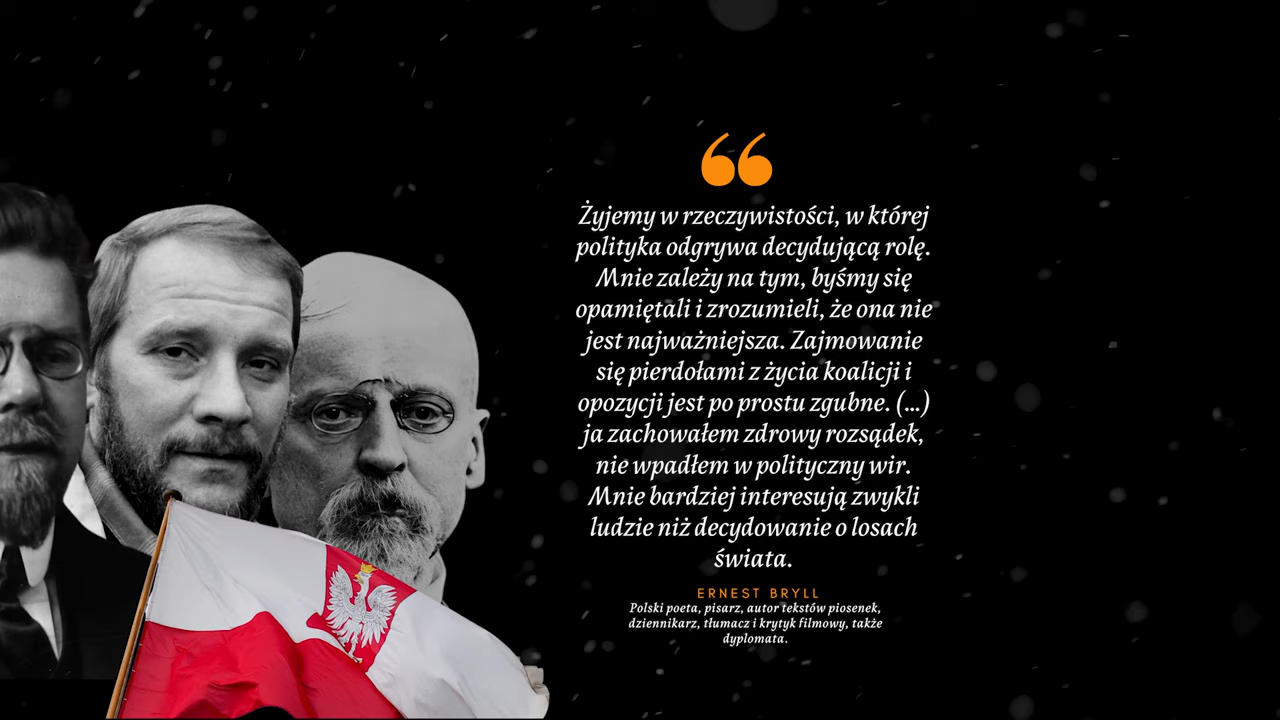 Żyjemy w rzeczywistości, w której
polityka odgrywa decydującą rolę.
Mnie zależy na tym, byśmy się
opamiętali i zrozumieli, że ona nie
jest najważniejsza. Zajmowanie
się pierdołami z życia koalicji i
opozycji jest po prostu zgubne. (...)
ja zachowałem zdrowy rozsądek,
nie wpadłem w polityczny wir.
Mnie bardziej interesują zwykli
ludzie niż decydowanie o losach
świata.
ERNEST BRYLL
Polski poeta, pisarz, autor tekstów piosenek,
dziennikarz, tłumacz i krytyk filmowy, także
dyplomata.